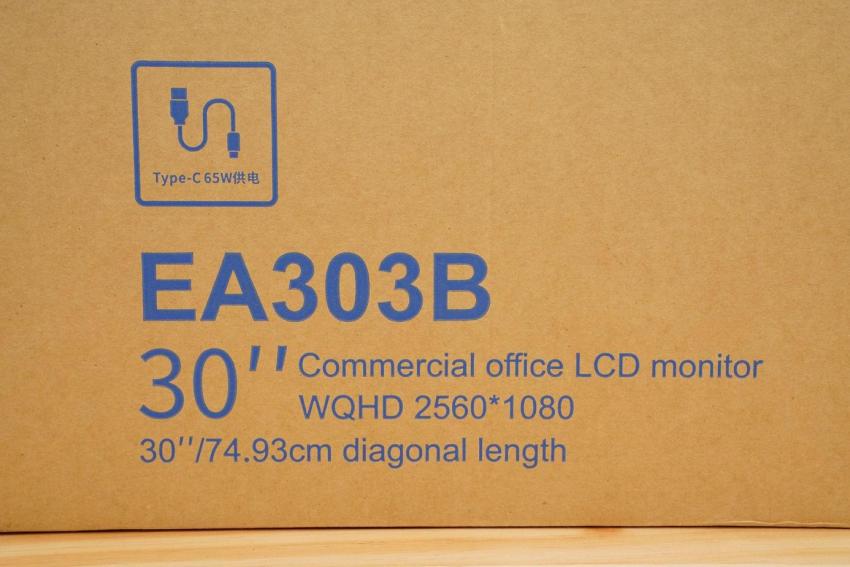 Type-C 65W供电
EA303B
30'' Commercial office LCD monitor
WQHD 2560*1080
30''/74.93cm diagonal length